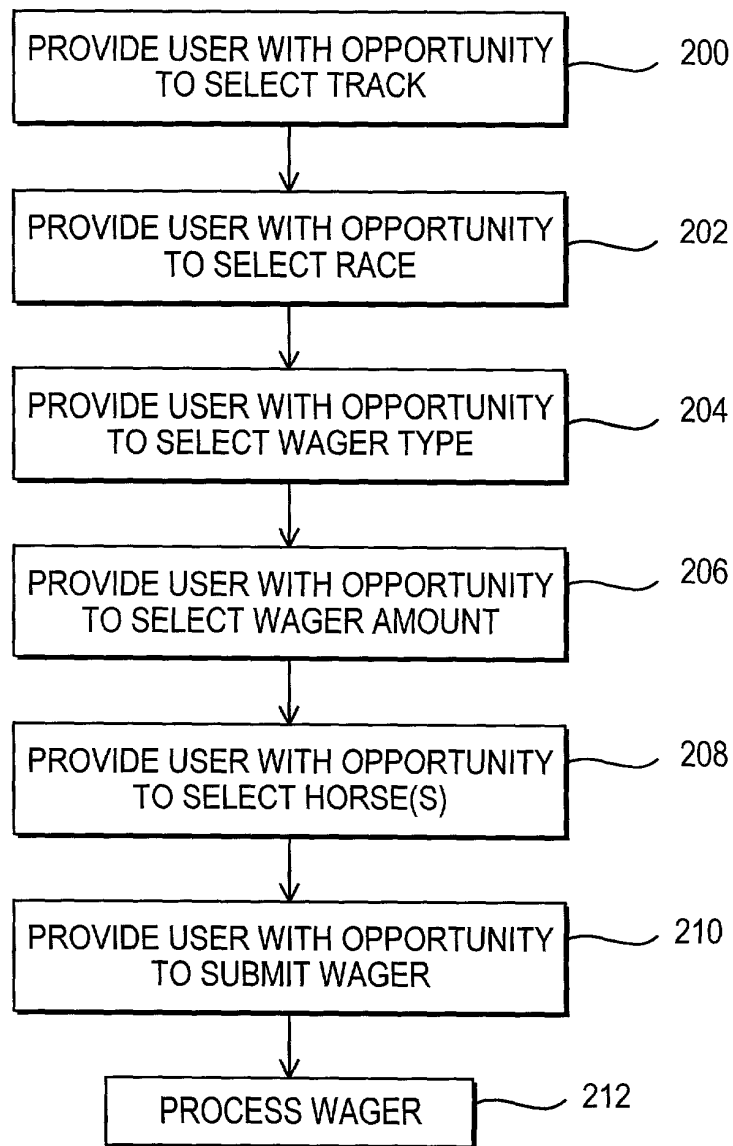 PROVIDE USER WITH OPPORTUNITY
TO SELECT TRACK
200
PROVIDE USER WITH OPPORTUNITY
TO SELECT RACE
202
PROVIDE USER WITH OPPORTUNITY
TO SELECT WAGER TYPE
204
PROVIDE USER WITH OPPORTUNITY
TO SELECT WAGER AMOUNT
206
PROVIDE USER WITH OPPORTUNITY
TO SELECT HORSE(S)
208
PROVIDE USER WITH OPPORTUNITY
TO SUBMIT WAGER
210
PROCESS WAGER
212